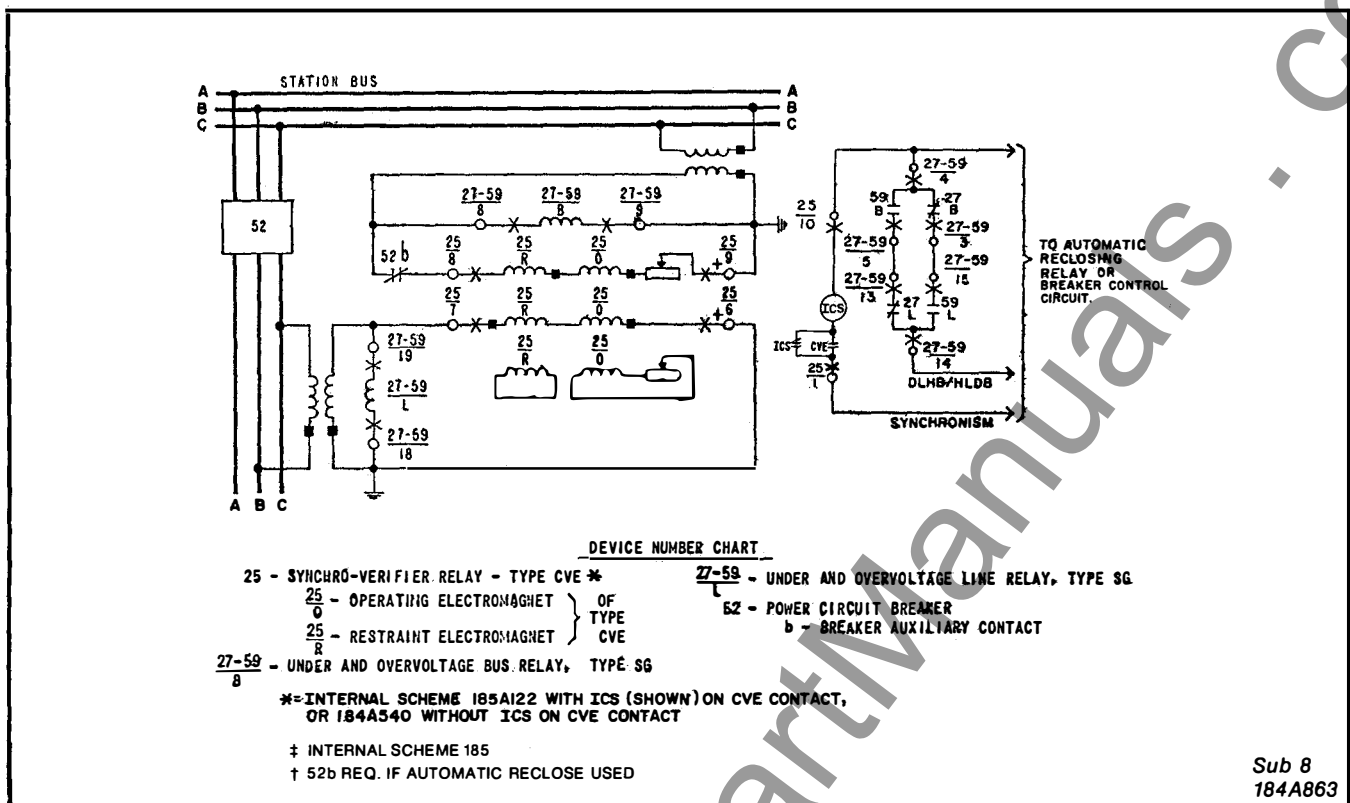 STATION BUS
A
A
B
B
C
C
27-59
8
27-59
B
27-59
9
52
52 b
25
8
25
R
25
O
+
25
9
25
7
25
R
25
O
+
25
6
27-59
19
25
R
25
O
27-59
L
27-59
18
A B C
25
10
27-59
4
59
B
27
B
27-59
5
27-59
3
27-59
13
27-59
15
ICS
27
L
59
L
ICS
CVE
25
1
27-59
14
DLHB/HLDB
SYNCHRONISM
TO AUTOMATIC
RECLOSING
RELAY OR
BREAKER CONTROL
CIRCUIT.
DEVICE NUMBER CHART
25 - SYNCHRO-VERIFIER RELAY - TYPE CVE *
25
O - OPERATING ELECTROMAGNET
25
R - RESTRAINT ELECTROMAGNET
OF
TYPE
CVE
27-59
B - UNDER AND OVERVOLTAGE BUS RELAY, TYPE SG
27-59
L - UNDER AND OVERVOLTAGE LINE RELAY, TYPE SG
52 - POWER CIRCUIT BREAKER
b - BREAKER AUXILIARY CONTACT
*= INTERNAL SCHEME 185A122 WITH ICS (SHOWN) ON CVE CONTACT,
OR 184A540 WITHOUT ICS ON CVE CONTACT
‡ INTERNAL SCHEME 185
† 52b REQ. IF AUTOMATIC RECLOSE USED
Sub 8
184A863
artManuals . co